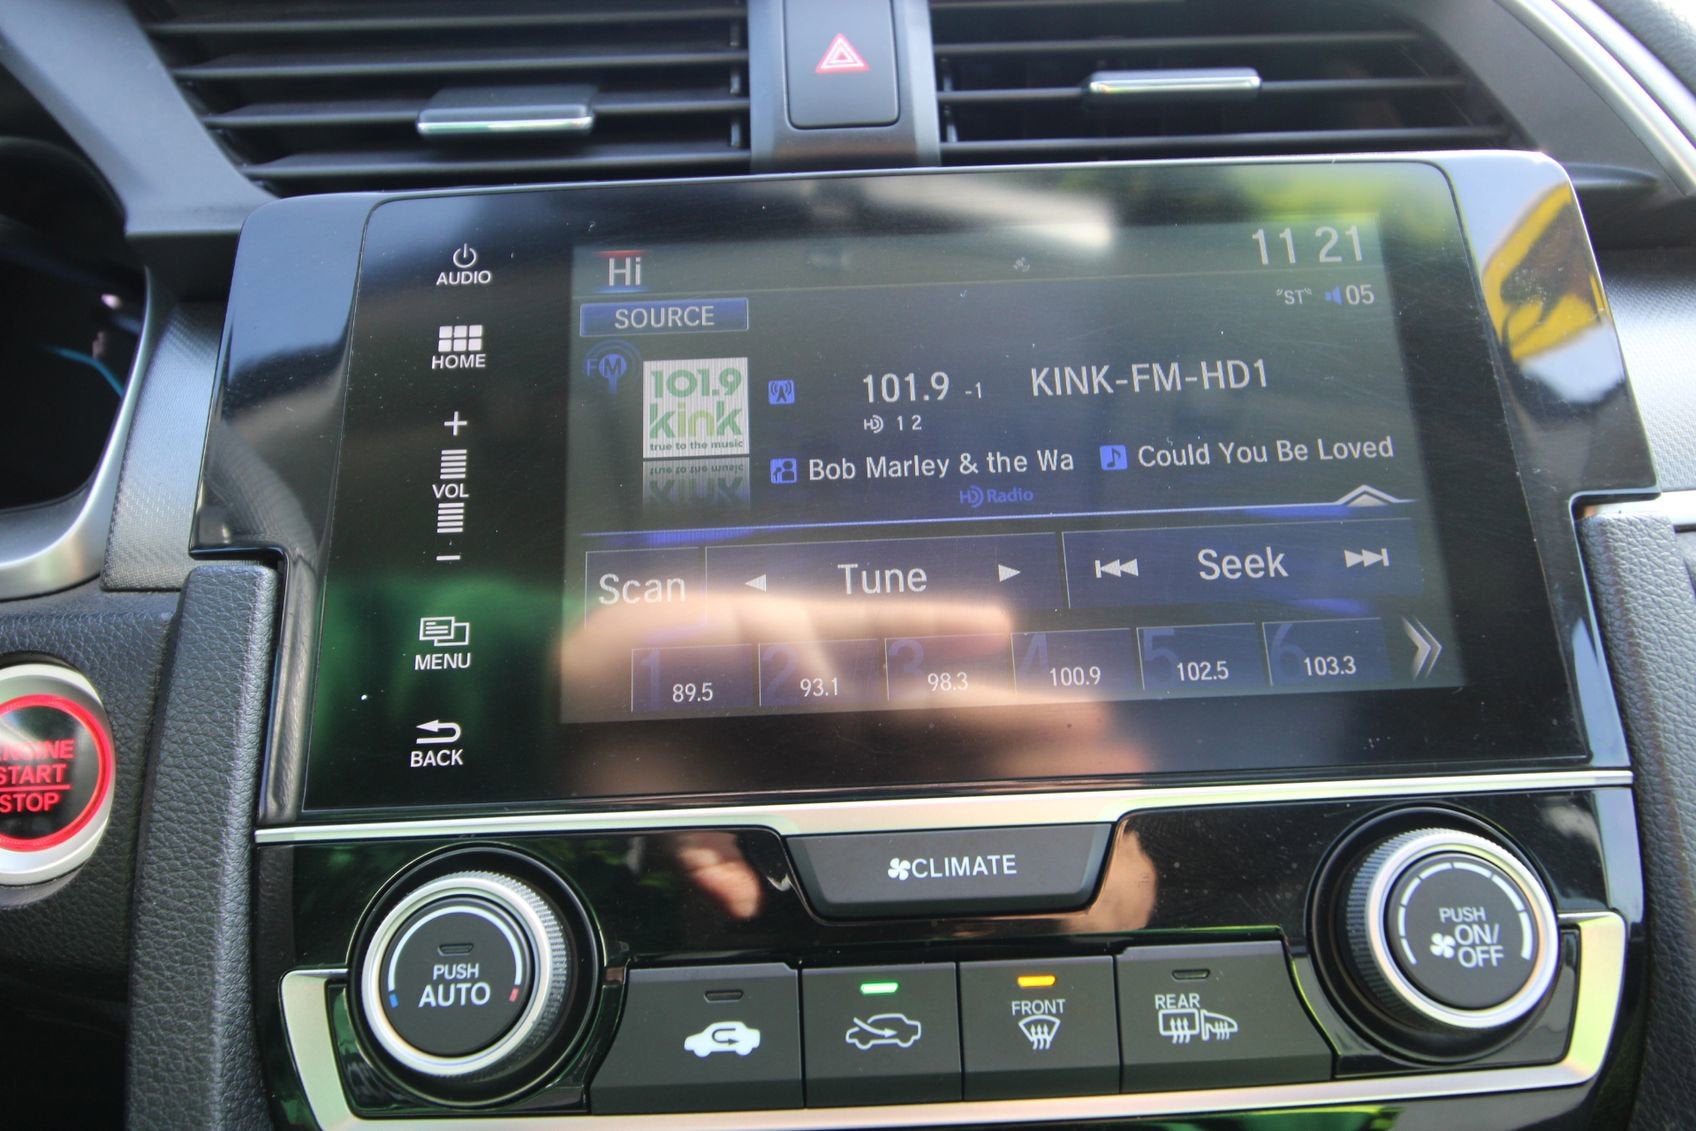 AUDIO
HOME
+
VOL
−
MENU
BACK
Hi
11 21
SOURCE
"ST" 05
FM
101.9
kink
true to the music
101.9 -1 KINK-FM-HD1
HD 1 2
Bob Marley & the Wa Could You Be Loved
HD Radio
Scan Tune Seek
1 2 3 4 5 6
89.5 93.1 98.3 100.9 102.5 103.3
ENGINE
START
STOP
CLIMATE
PUSH
AUTO
FRONT
REAR
PUSH
ON/
OFF